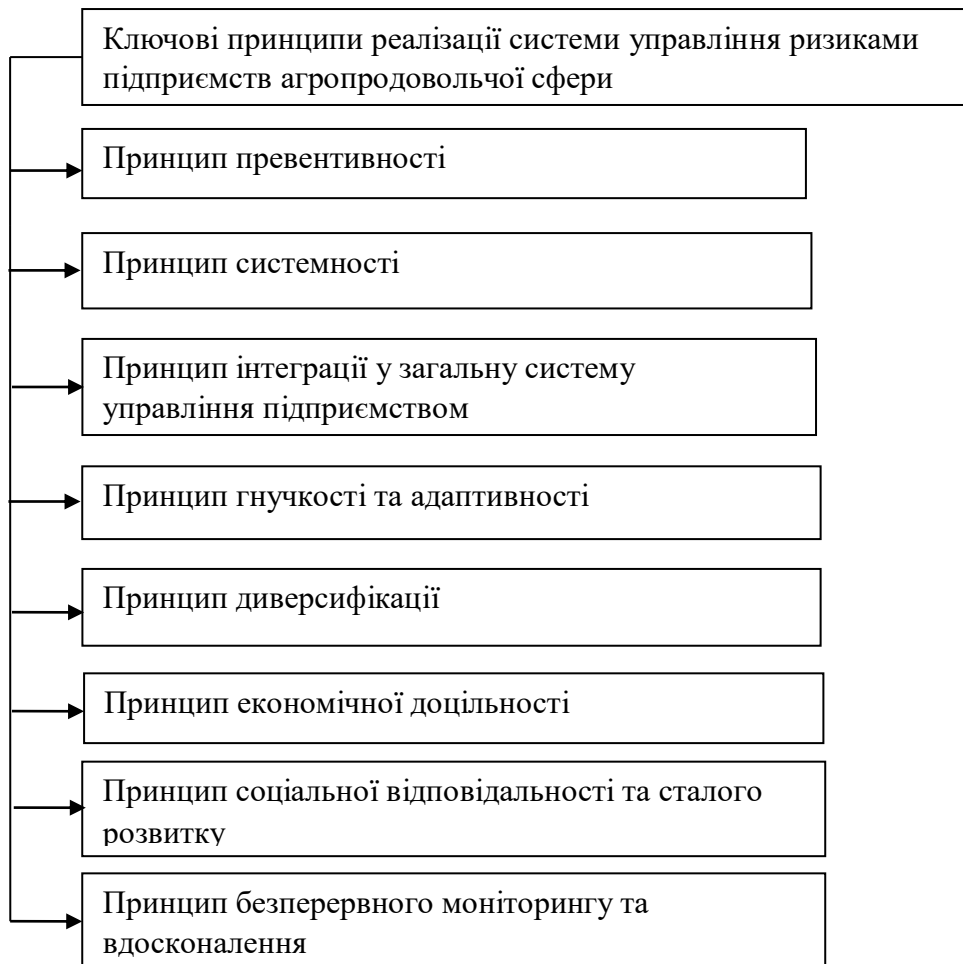 Ключові принципи реалізації системи управління ризиками
підприємств агропродовольчої сфери
Принцип превентивності
Принцип системності
Принцип інтеграції у загальну систему
управління підприємством
Принцип гнучкості та адаптивності
Принцип диверсифікації
Принцип економічної доцільності
Принцип соціальної відповідальності та сталого
розвитку
Принцип безперервного моніторингу та
вдосконалення